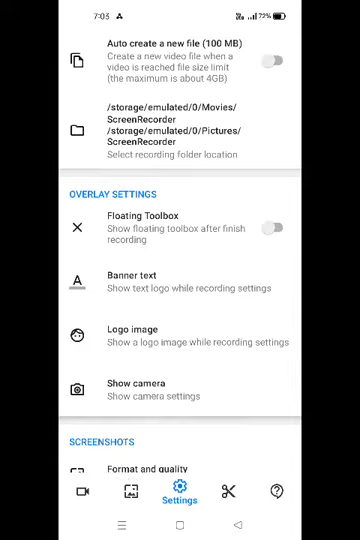 7:03
72%
Auto create a new file (100 MB)
Create a new video file when a
video is reached file size limit
(the maximum is about 4GB)
/storage/emulated/0/Movies/
ScreenRecorder
/storage/emulated/0/Pictures/
ScreenRecorder
Select recording folder location
OVERLAY SETTINGS
Floating Toolbox
Show floating toolbox after finish
recording
Banner text
Show text logo while recording settings
Logo image
Show a logo image while recording settings
Show camera
Show camera settings
SCREENSHOTS
Format and quality
Settings